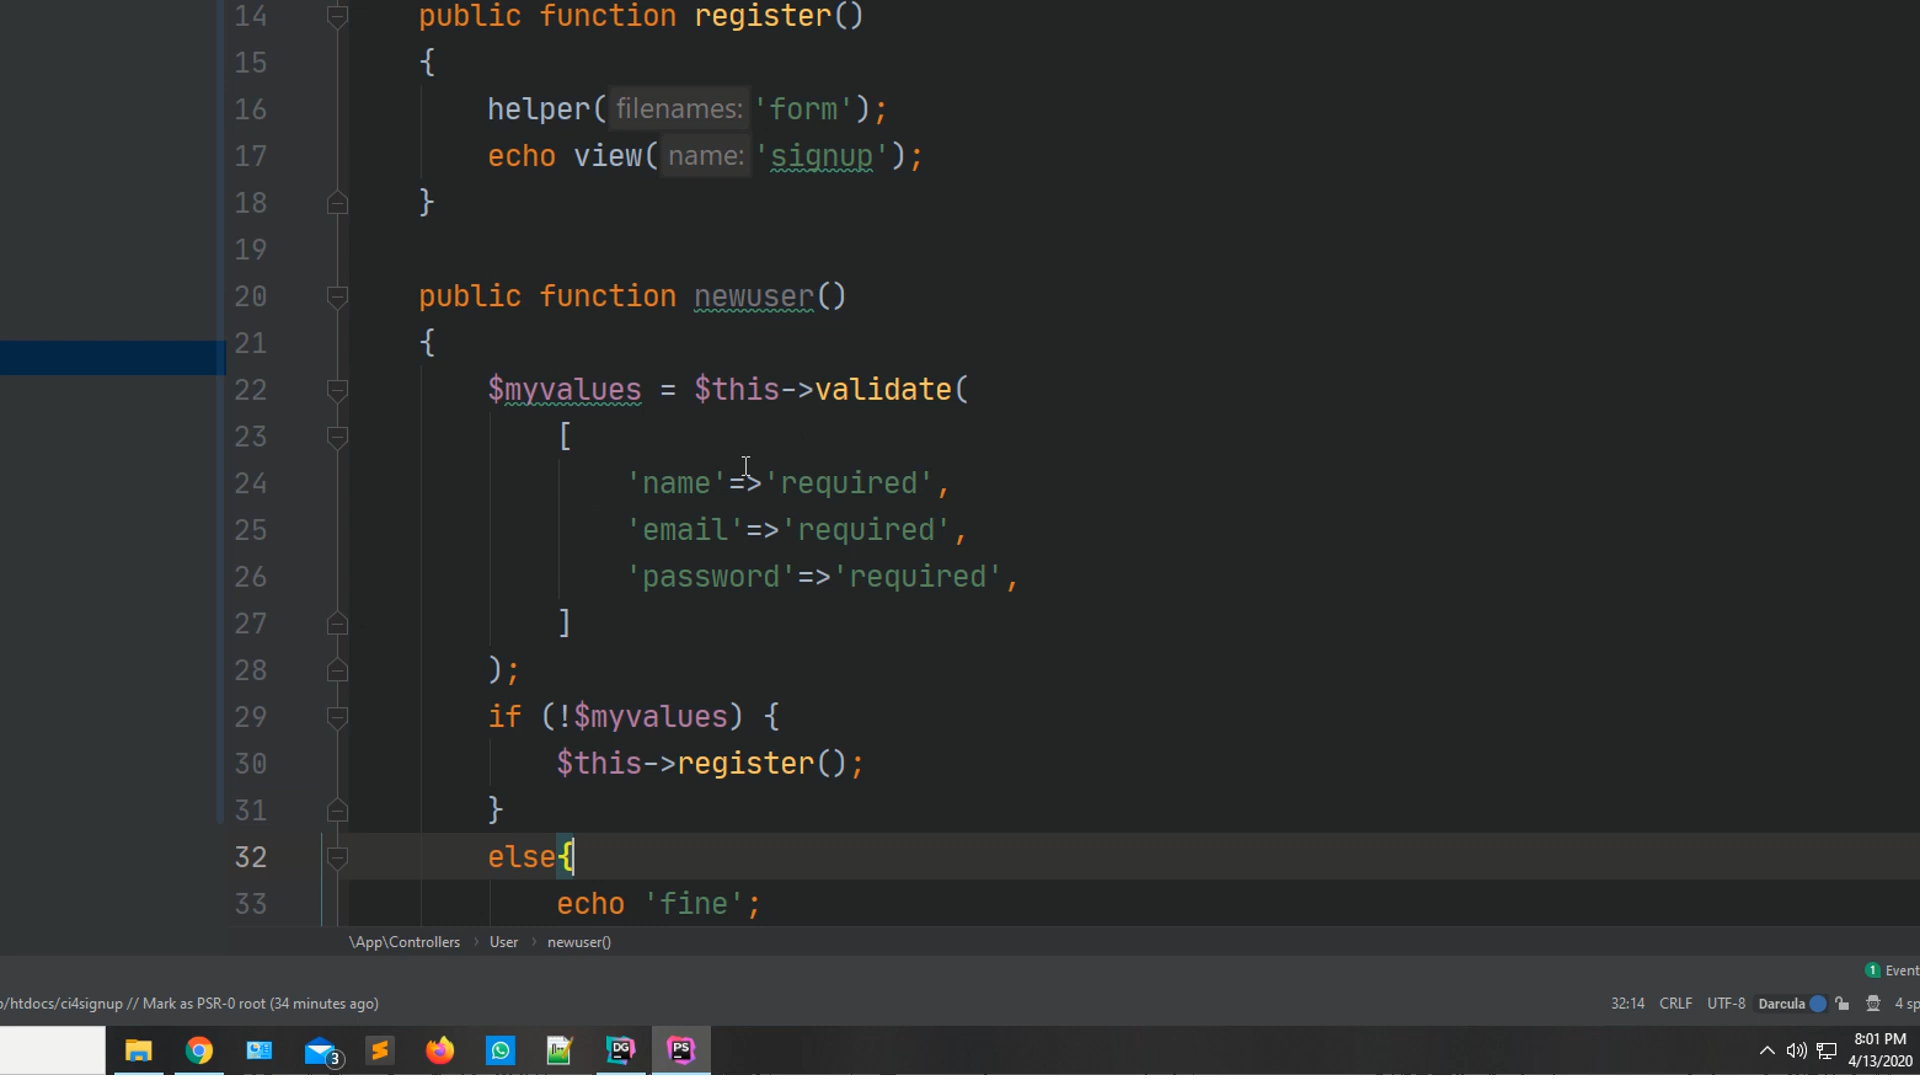 14 public function register()
15 {
16 helper( filenames: 'form');
17 echo view( name: 'signup');
18 }
19
20 public function newuser()
21 {
22 $myvalues = $this->validate(
23 [
24 'name'=>'required',
25 'email'=>'required',
26 'password'=>'required',
27 ]
28 );
29 if (!$myvalues) {
30 $this->register();
31 }
32 else{
33 echo 'fine';
\App\Controllers › User › newuser()
1 Event
/htdocs/ci4signup // Mark as PSR-0 root (34 minutes ago) 32:14 CRLF UTF-8 Darcula 4 sp
3 DG PS 8:01 PM
4/13/2020